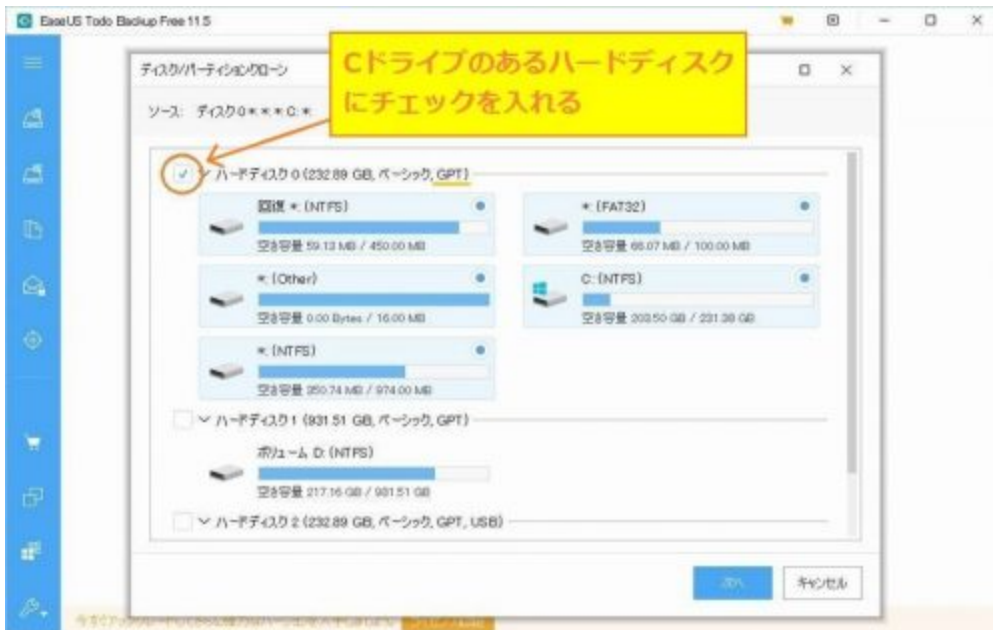 EaseUS Todo Backup Free 11.5
Cドライブのあるハードディスク
にチェックを入れる
ディスク/パーティションクローン
ソース: ディスク0***C:*
ハードディスク 0 (232.89 GB, ベーシック, GPT)
回復 *: (NTFS)
空き容量 59.13 MB / 450.00 MB
*: (FAT32)
空き容量 66.07 MB / 100.00 MB
*: (Other)
空き容量 0.00 Bytes / 16.00 MB
C: (NTFS)
空き容量 203.50 GB / 231.38 GB
*: (NTFS)
空き容量 350.74 MB / 974.00 MB
ハードディスク 1 (931.51 GB, ベーシック, GPT)
ボリューム D: (NTFS)
空き容量 217.16 GB / 931.51 GB
ハードディスク 2 (232.89 GB, ベーシック, GPT, USB)
次へ
キャンセル